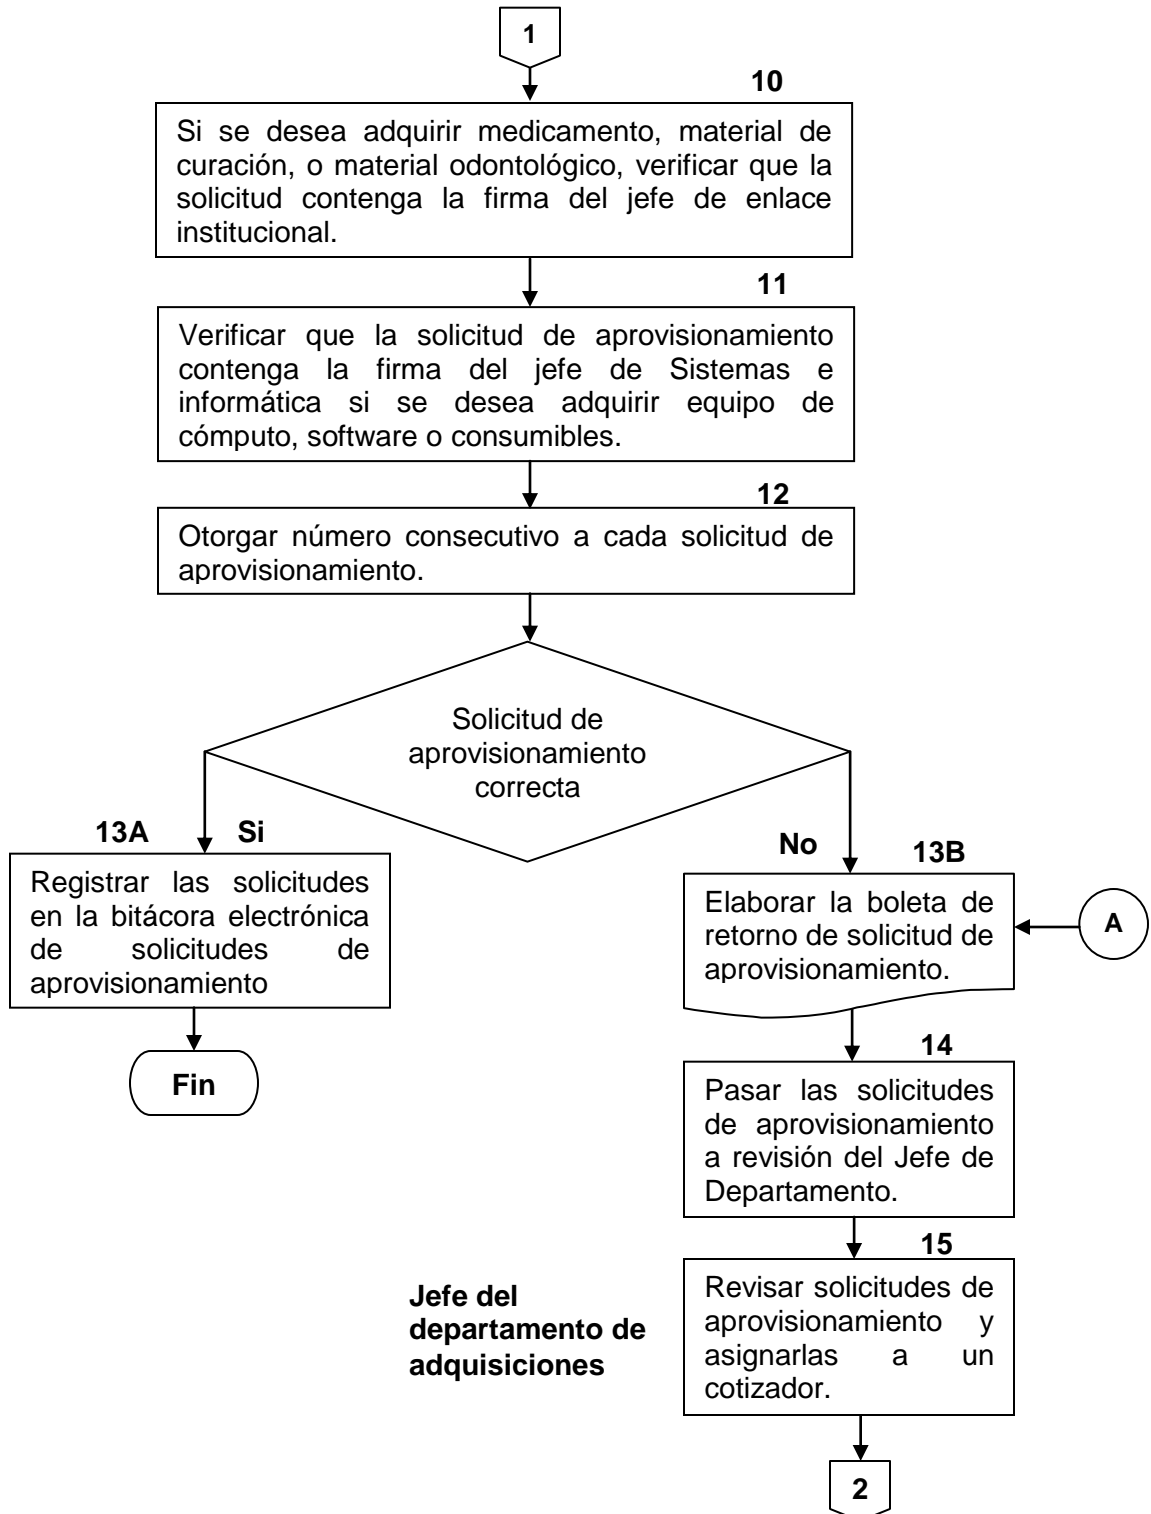 1
10
Si se desea adquirir medicamento, material de
curación, o material odontológico, verificar que la
solicitud contenga la firma del jefe de enlace
institucional.
11
Verificar que la solicitud de aprovisionamiento
contenga la firma del jefe de Sistemas e
informática si se desea adquirir equipo de
cómputo, software o consumibles.
12
Otorgar número consecutivo a cada solicitud de
aprovisionamiento.
Solicitud de
aprovisionamiento
correcta
13A
Si
Registrar las solicitudes
en la bitácora electrónica
de solicitudes de
aprovisionamiento
Fin
No
13B
Elaborar la boleta de
retorno de solicitud de
aprovisionamiento.
A
14
Pasar las solicitudes
de aprovisionamiento
a revisión del Jefe de
Departamento.
15
Jefe del
departamento de
adquisiciones
Revisar solicitudes de
aprovisionamiento y
asignarlas a un
cotizador.
2